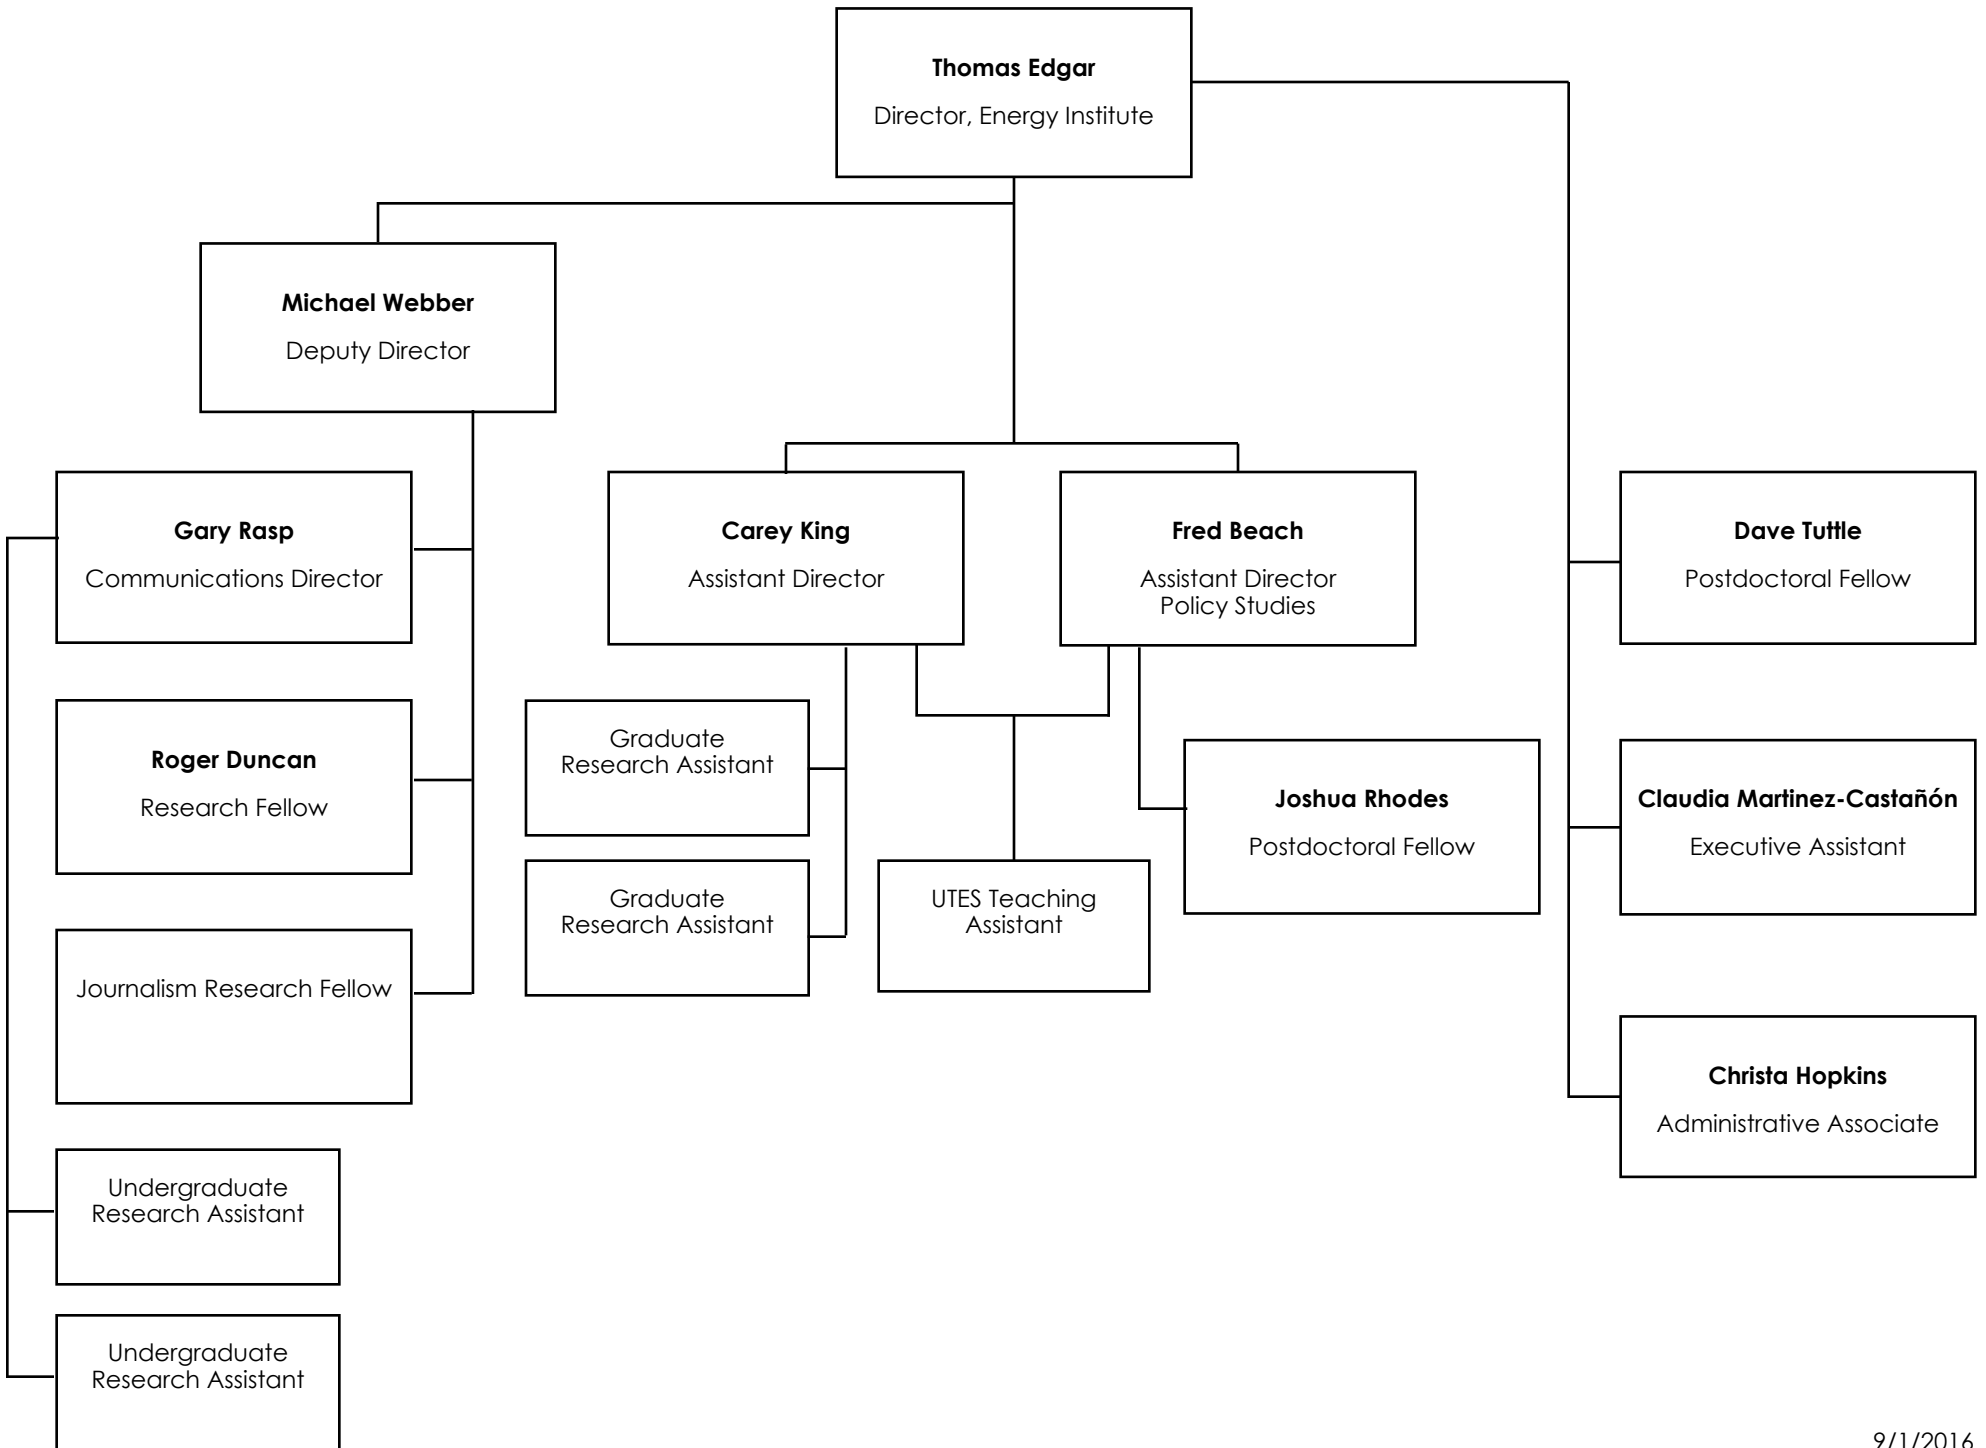 Thomas Edgar
Director, Energy Institute
Michael Webber
Deputy Director
Gary Rasp
Communications Director
Carey King
Assistant Director
Fred Beach
Assistant Director
Policy Studies
Dave Tuttle
Postdoctoral Fellow
Roger Duncan
Research Fellow
Graduate
Research Assistant
Joshua Rhodes
Postdoctoral Fellow
Claudia Martinez-Castañón
Executive Assistant
Graduate
Research Assistant
UTES Teaching
Assistant
Journalism Research Fellow
Christa Hopkins
Administrative Associate
Undergraduate
Research Assistant
Undergraduate
Research Assistant
9/1/2016